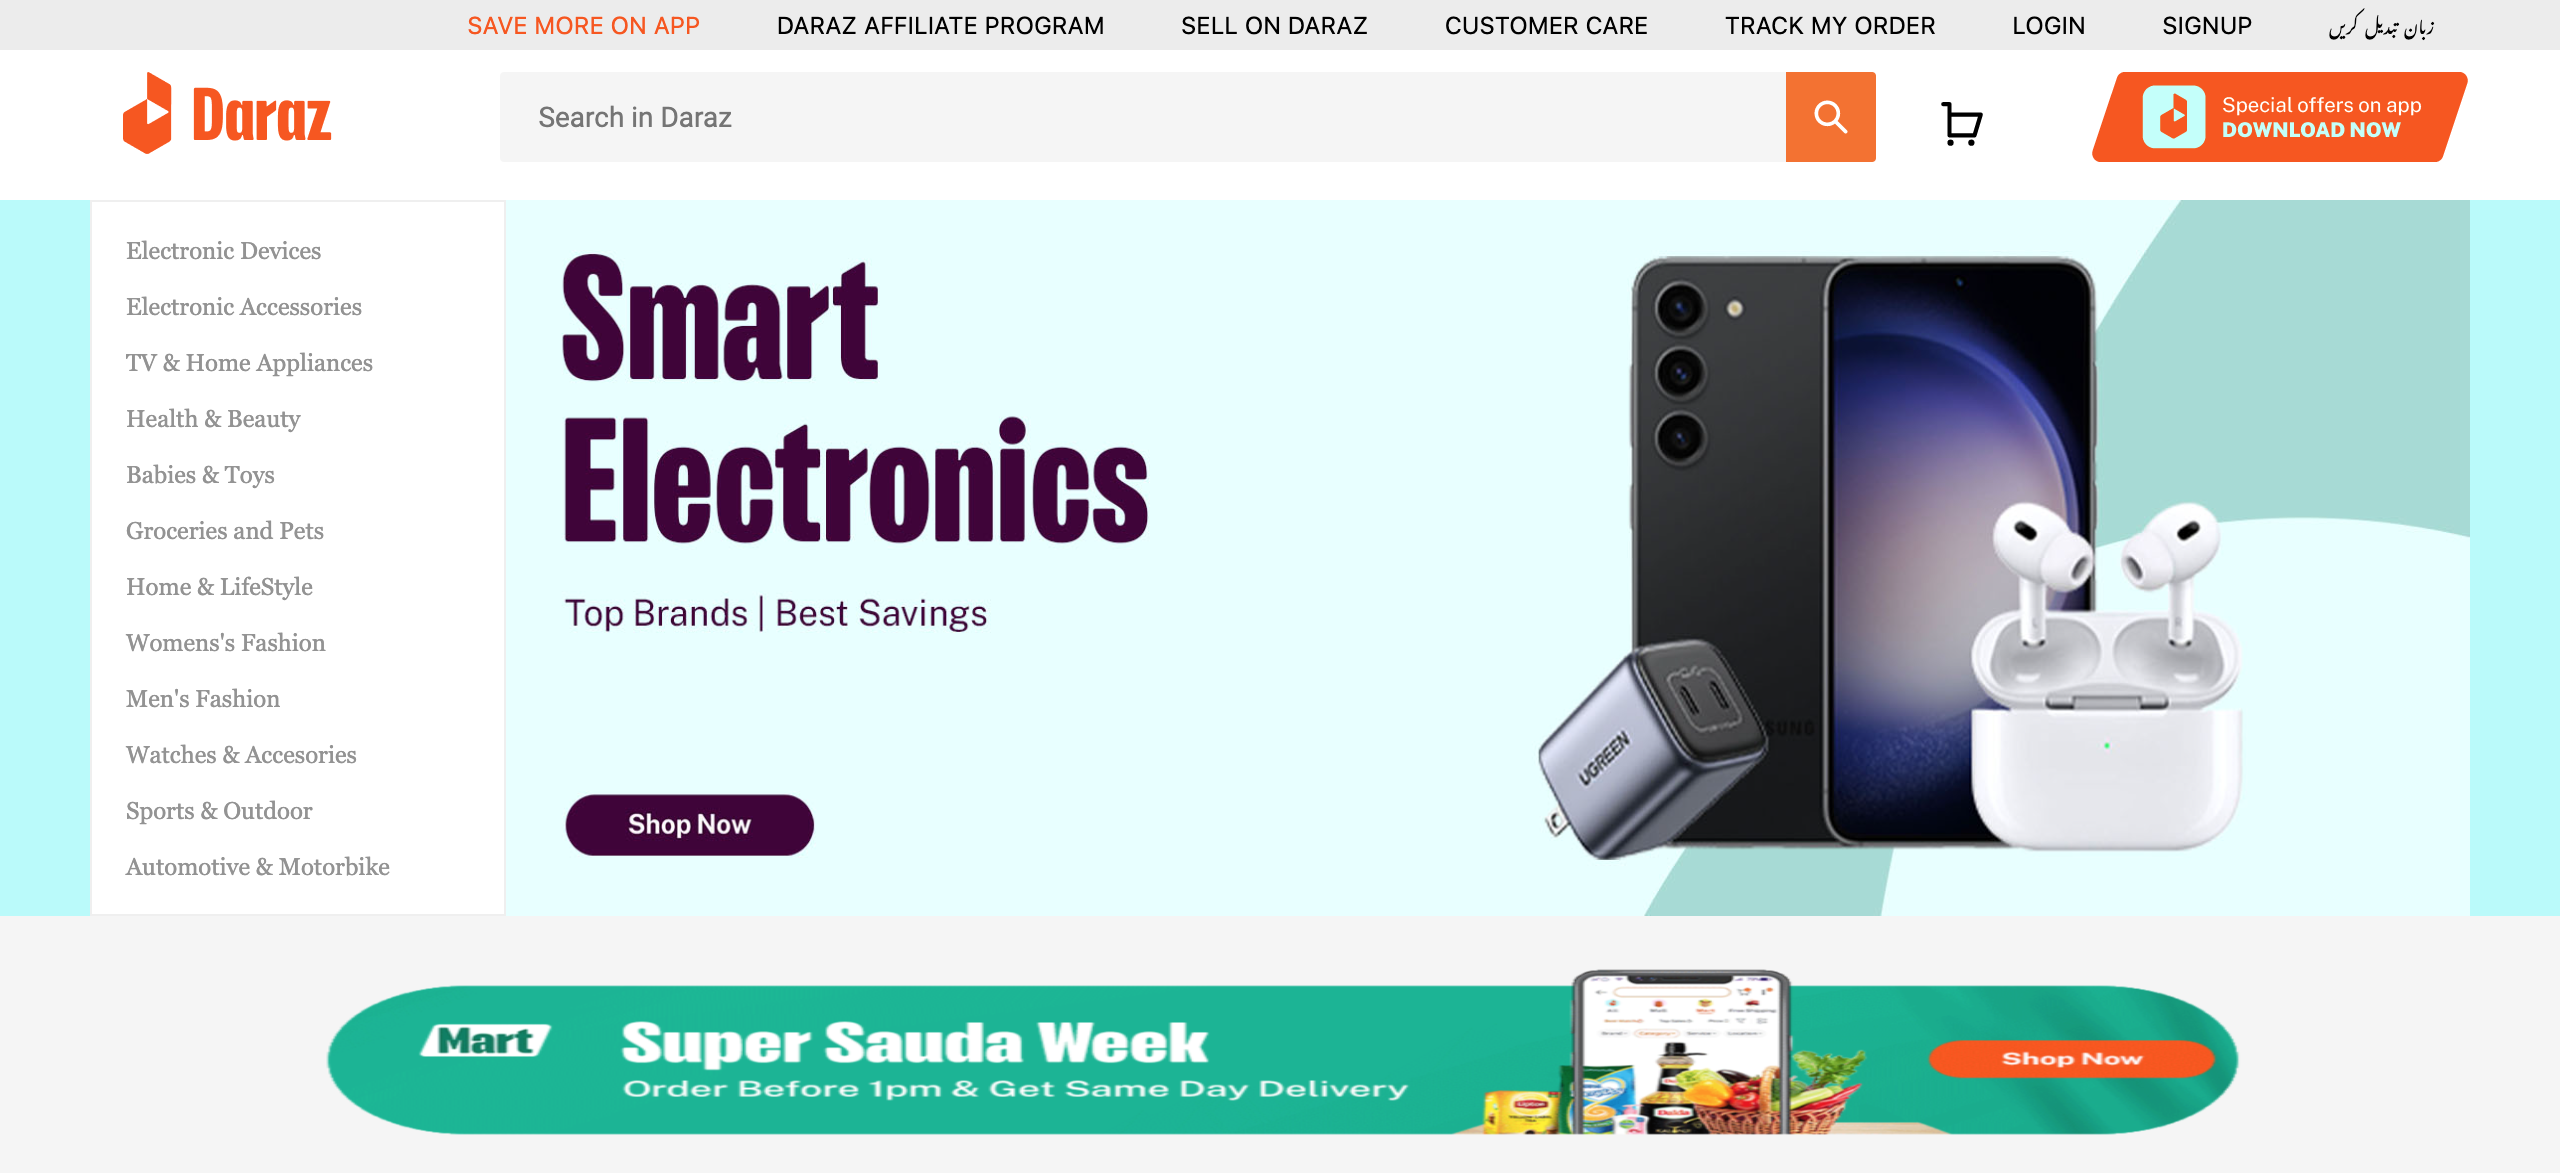 SAVE MORE ON APP
DARAZ AFFILIATE PROGRAM
SELL ON DARAZ
CUSTOMER CARE
TRACK MY ORDER
LOGIN
SIGNUP
زبان تبدیل کریں
Daraz
Search in Daraz
Special offers on app
DOWNLOAD NOW
Electronic Devices
Electronic Accessories
TV & Home Appliances
Health & Beauty
Babies & Toys
Groceries and Pets
Home & LifeStyle
Womens's Fashion
Men's Fashion
Watches & Accesories
Sports & Outdoor
Automotive & Motorbike
Smart
Electronics
Top Brands | Best Savings
Shop Now
SUNG
UGREEN
Mart
Super Sauda Week
Order Before 1pm & Get Same Day Delivery
Lipton
Dalda
Shop Now